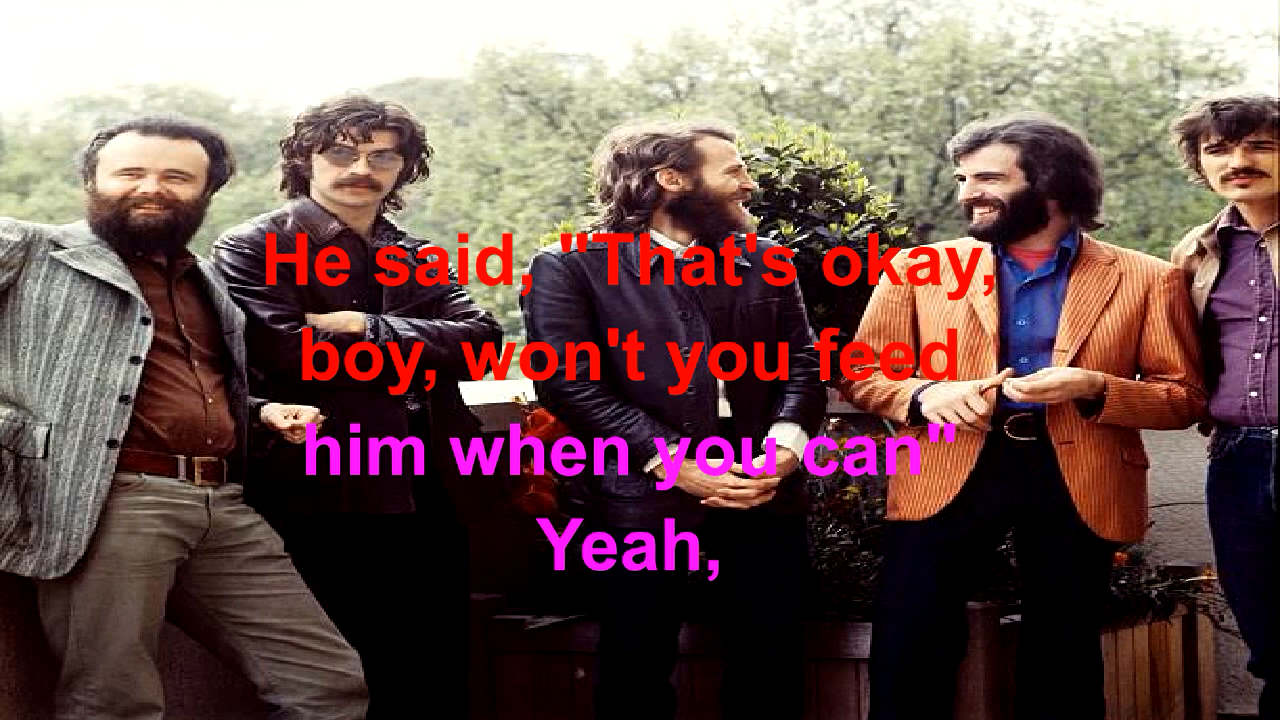 He said, "That's okay,
boy, won't you feed
him when you can"
Yeah,